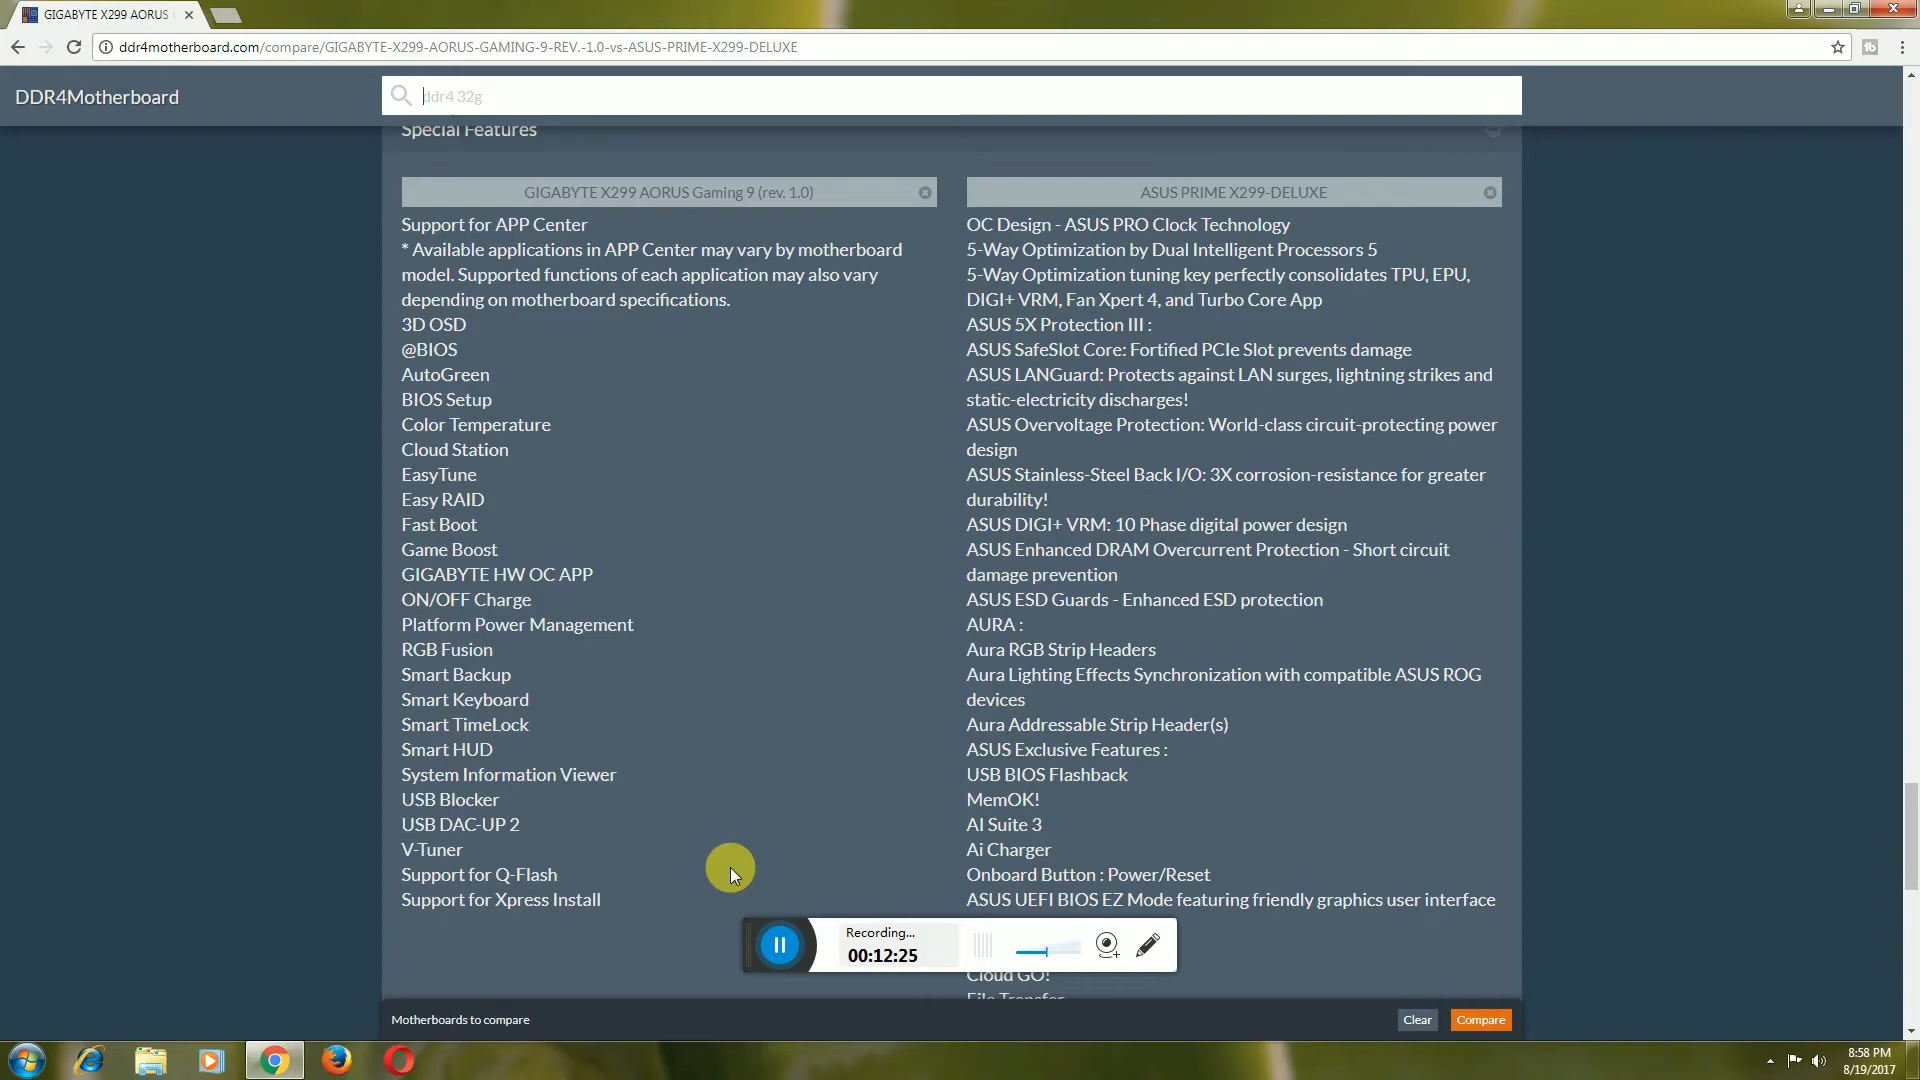 GIGABYTE X299 AORUS
ddr4motherboard.com/compare/GIGABYTE-X299-AORUS-GAMING-9-REV.-1.0-vs-ASUS-PRIME-X299-DELUXE
DDR4Motherboard
ddr4 32g
Special Features
GIGABYTE X299 AORUS Gaming 9 (rev. 1.0)
Support for APP Center
* Available applications in APP Center may vary by motherboard
model. Supported functions of each application may also vary
depending on motherboard specifications.
3D OSD
@BIOS
AutoGreen
BIOS Setup
Color Temperature
Cloud Station
EasyTune
Easy RAID
Fast Boot
Game Boost
GIGABYTE HW OC APP
ON/OFF Charge
Platform Power Management
RGB Fusion
Smart Backup
Smart Keyboard
Smart TimeLock
Smart HUD
System Information Viewer
USB Blocker
USB DAC-UP 2
V-Tuner
Support for Q-Flash
Support for Xpress Install
ASUS PRIME X299-DELUXE
OC Design - ASUS PRO Clock Technology
5-Way Optimization by Dual Intelligent Processors 5
5-Way Optimization tuning key perfectly consolidates TPU, EPU,
DIGI+ VRM, Fan Xpert 4, and Turbo Core App
ASUS 5X Protection III :
ASUS SafeSlot Core: Fortified PCIe Slot prevents damage
ASUS LANGuard: Protects against LAN surges, lightning strikes and
static-electricity discharges!
ASUS Overvoltage Protection: World-class circuit-protecting power
design
ASUS Stainless-Steel Back I/O: 3X corrosion-resistance for greater
durability!
ASUS DIGI+ VRM: 10 Phase digital power design
ASUS Enhanced DRAM Overcurrent Protection - Short circuit
damage prevention
ASUS ESD Guards - Enhanced ESD protection
AURA :
Aura RGB Strip Headers
Aura Lighting Effects Synchronization with compatible ASUS ROG
devices
Aura Addressable Strip Header(s)
ASUS Exclusive Features :
USB BIOS Flashback
MemOK!
AI Suite 3
Ai Charger
Onboard Button : Power/Reset
ASUS UEFI BIOS EZ Mode featuring friendly graphics user interface
Cloud GO!
File Transfer
Recording...
00:12:25
Motherboards to compare
Clear
Compare
8:58 PM
8/19/2017